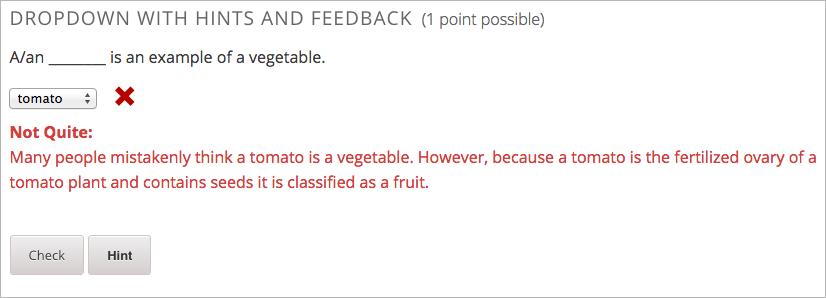 DROPDOWN WITH HINTS AND FEEDBACK (1 point possible)
A/an ________ is an example of a vegetable.
tomato
Not Quite:
Many people mistakenly think a tomato is a vegetable. However, because a tomato is the fertilized ovary of a
tomato plant and contains seeds it is classified as a fruit.
Check Hint